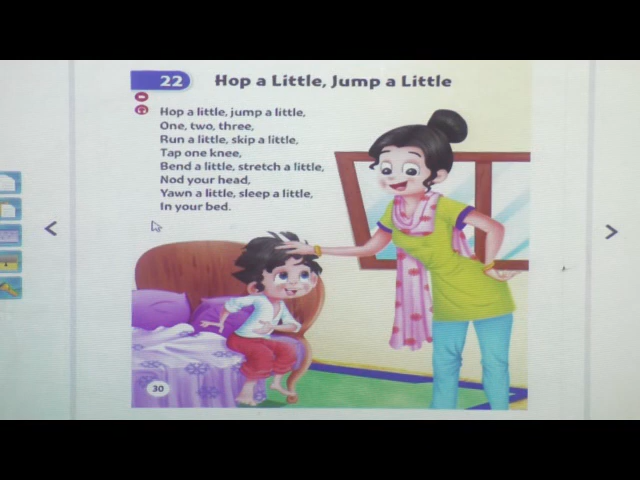 22
Hop a Little, Jump a Little
Hop a little, jump a little,
One, two, three,
Run a little, skip a little,
Tap one knee,
Bend a little, stretch a little,
Nod your head,
Yawn a little, sleep a little,
In your bed.
30